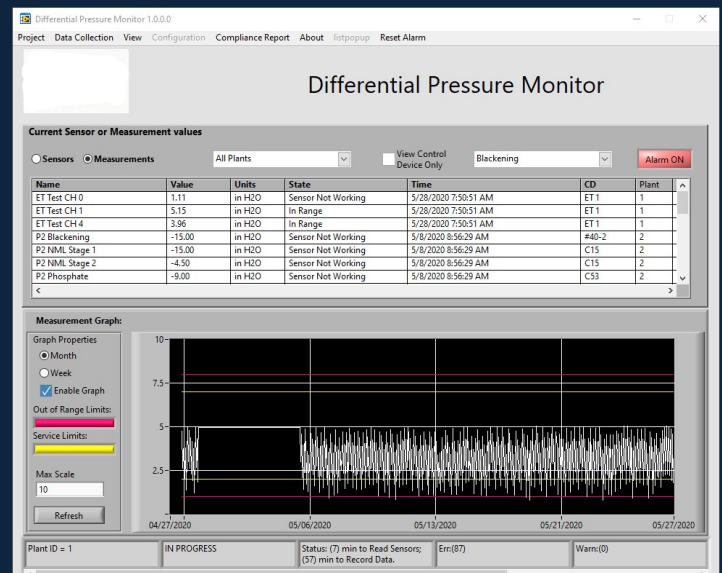 Differential Pressure Monitor 1.0.0.0
Project Data Collection View Configuration Compliance Report About listpopup Reset Alarm
Differential Pressure Monitor
Current Sensor or Measurement values
Sensors Measurements All Plants View Control Device Only Blackening Alarm ON
Name Value Units State Time CD Plant
ET Test CH 0 1.11 in H2O Sensor Not Working 5/28/2020 7:50:51 AM ET 1 1
ET Test CH 1 5.15 in H2O In Range 5/28/2020 7:50:51 AM ET 1 1
ET Test CH 4 3.96 in H2O In Range 5/28/2020 7:50:51 AM ET 1 1
P2 Blackening -15.00 in H2O Sensor Not Working 5/8/2020 8:56:29 AM #40-2 2
P2 NML Stage 1 -15.00 in H2O Sensor Not Working 5/8/2020 8:56:29 AM C15 2
P2 NML Stage 2 -4.50 in H2O Sensor Not Working 5/8/2020 8:56:29 AM C15 2
P2 Phosphate -9.00 in H2O Sensor Not Working 5/8/2020 8:56:29 AM C53 2
Measurement Graph:
Graph Properties
Month
Week
Enable Graph
Out of Range Limits:
Service Limits:
Max Scale
10
Refresh
10
7.5
5
2.5
04/27/2020 05/06/2020 05/13/2020 05/21/2020 05/27/2020
Plant ID = 1 IN PROGRESS Status: (7) min to Read Sensors; Err:(87) Warn:(0)
(57) min to Record Data.